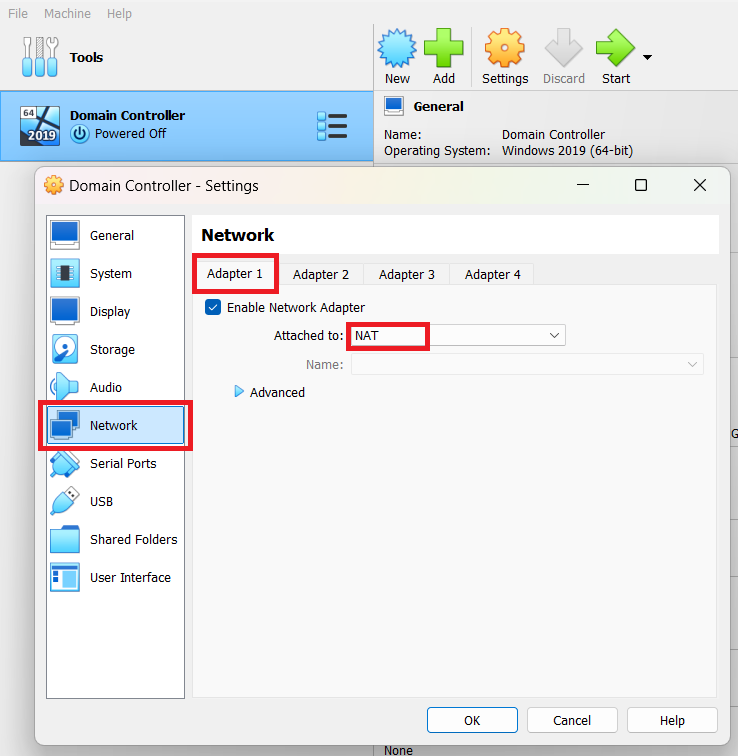 File Machine Help
Tools
New Add Settings Discard Start
64
2019
Domain Controller
Powered Off
General
Name: Domain Controller
Operating System: Windows 2019 (64-bit)
Domain Controller - Settings
General
System
Display
Storage
Audio
Network
Serial Ports
USB
Shared Folders
User Interface
Network
Adapter 1 Adapter 2 Adapter 3 Adapter 4
Enable Network Adapter
Attached to: NAT
Name:
Advanced
G
OK Cancel Help
None